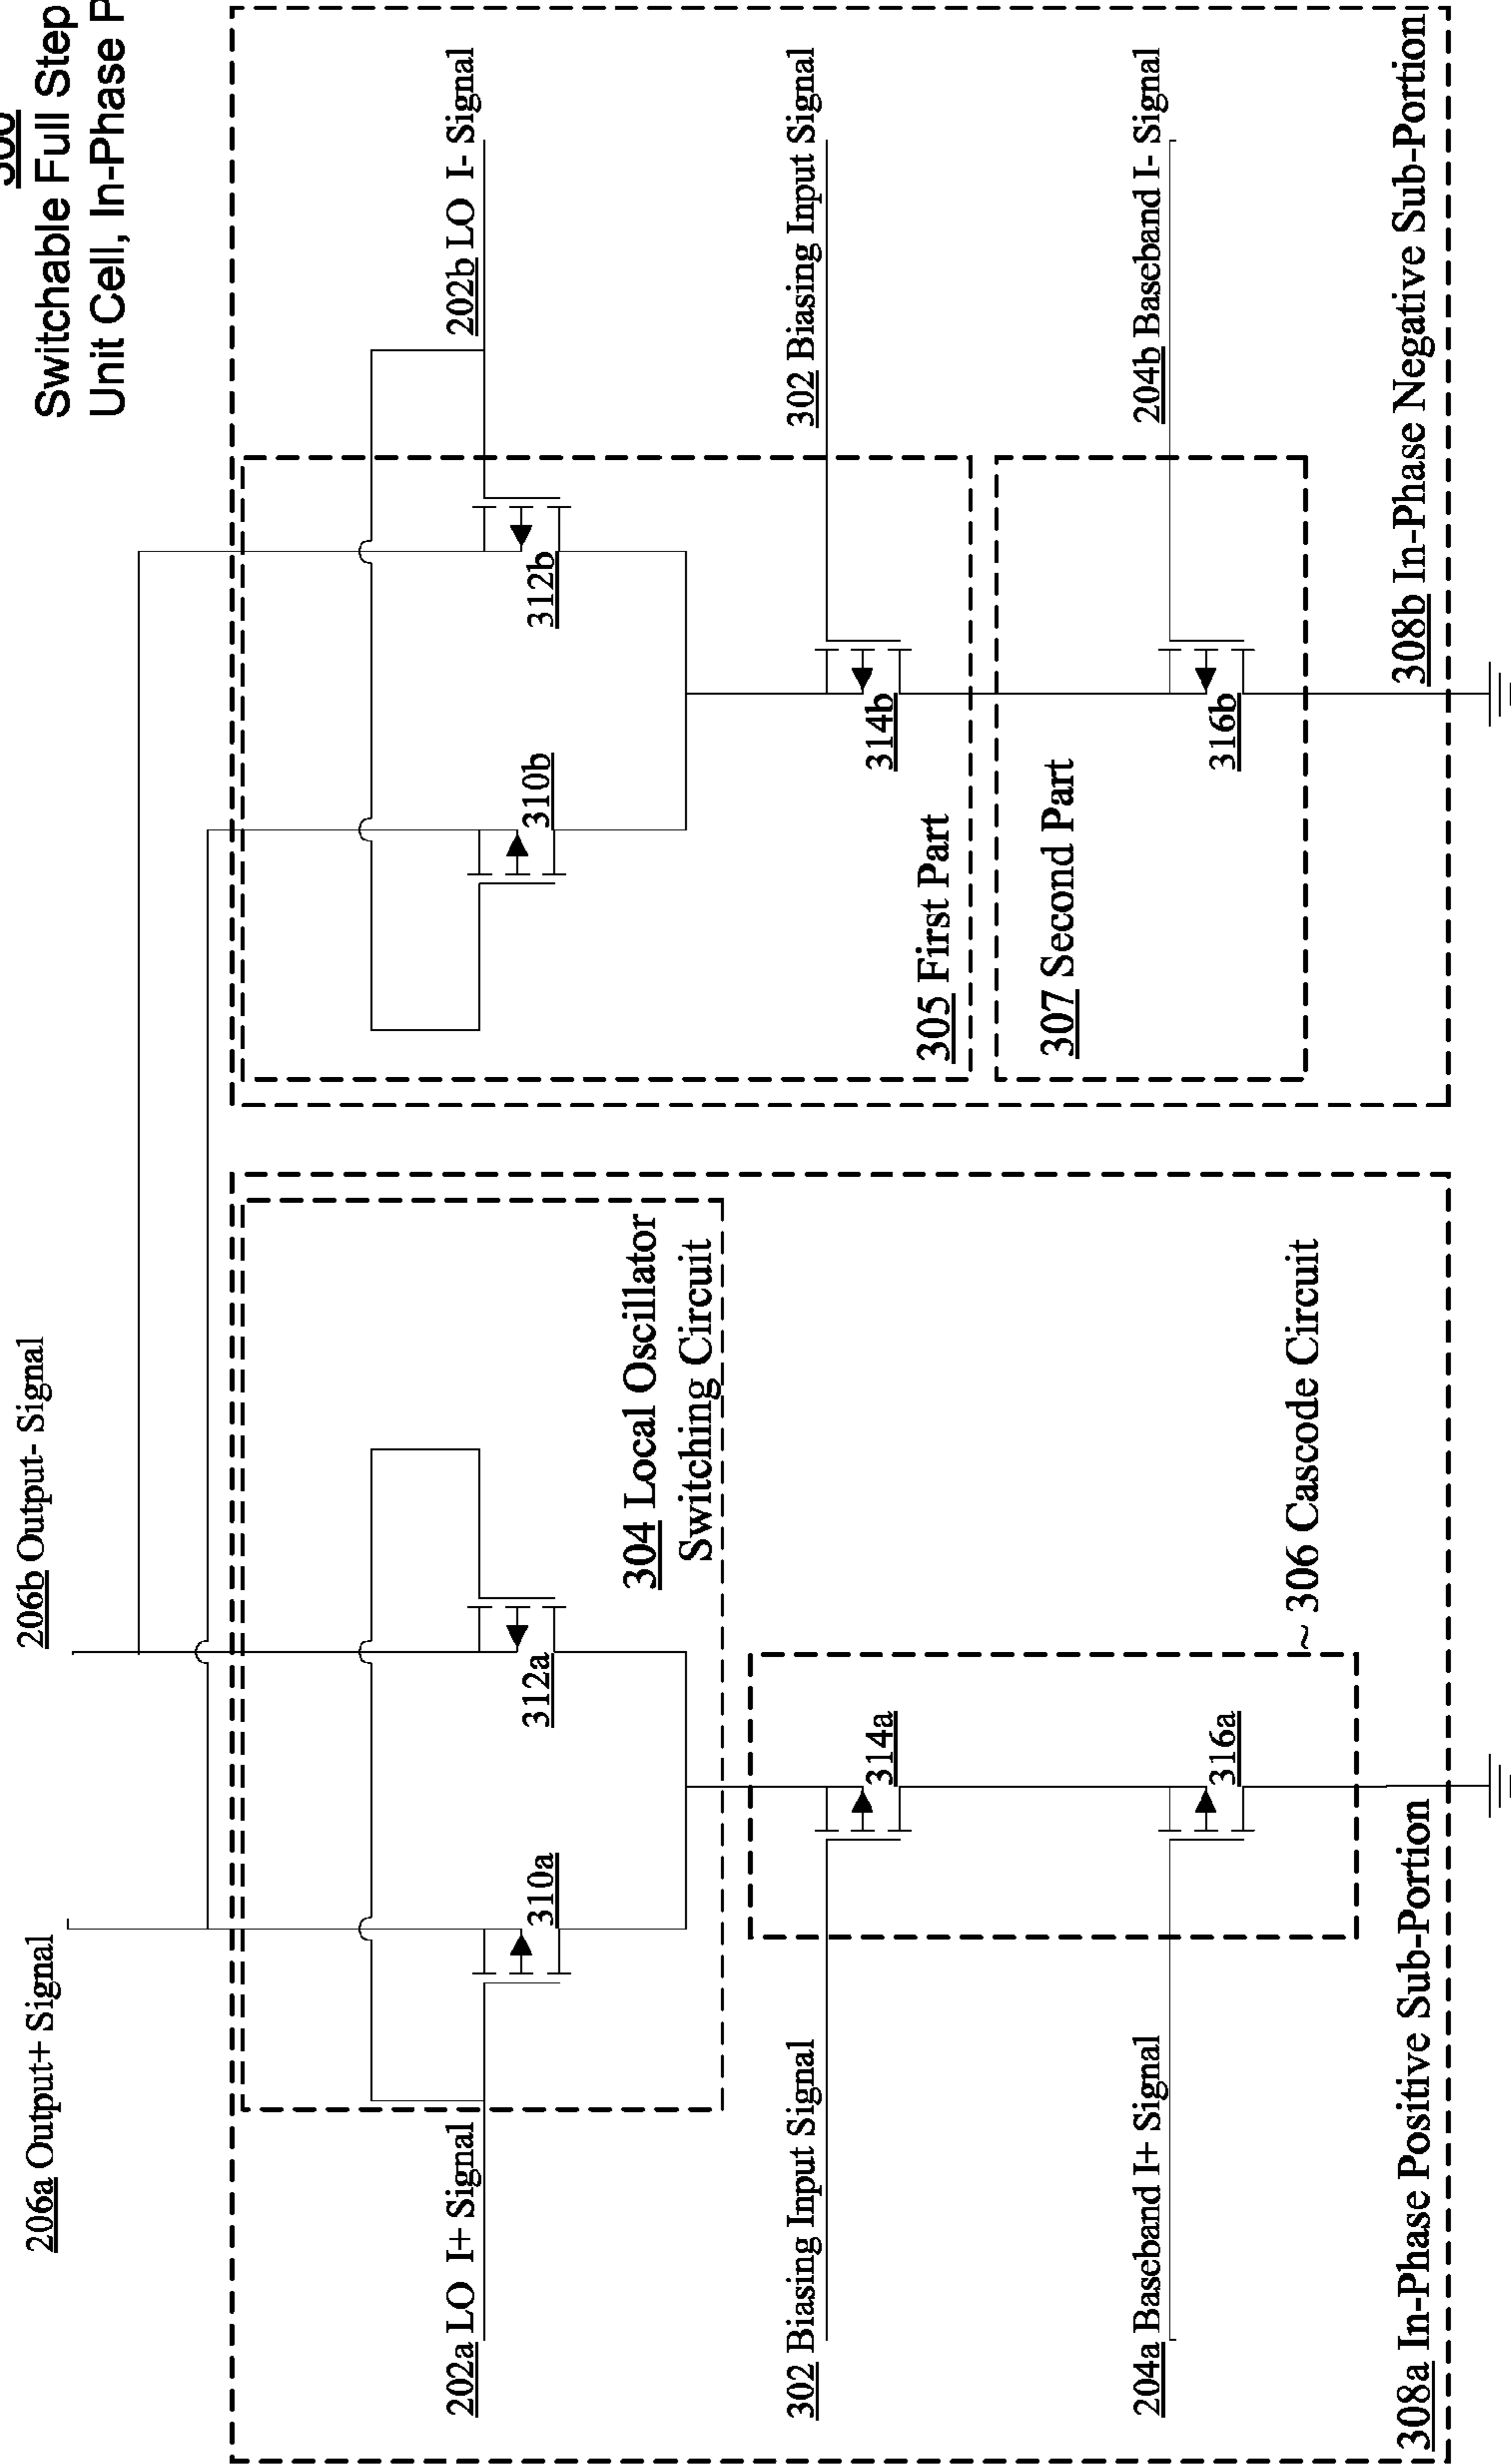 Switchable Full Step
Unit Cell, In-Phase
206a Output+ Signal
206b Output- Signal
202a LO I+ Signal
202b LO I- Signal
310a
312a
310b
312b
304 Local Oscillator
Switching Circuit
302 Biasing Input Signal
302 Biasing Input Signal
314a
314b
305 First Part
307 Second Part
204a Baseband I+ Signal
204b Baseband I- Signal
316a
316b
~ 306 Cascode Circuit
308a In-Phase Positive Sub-Portion
308b In-Phase Negative Sub-Portion